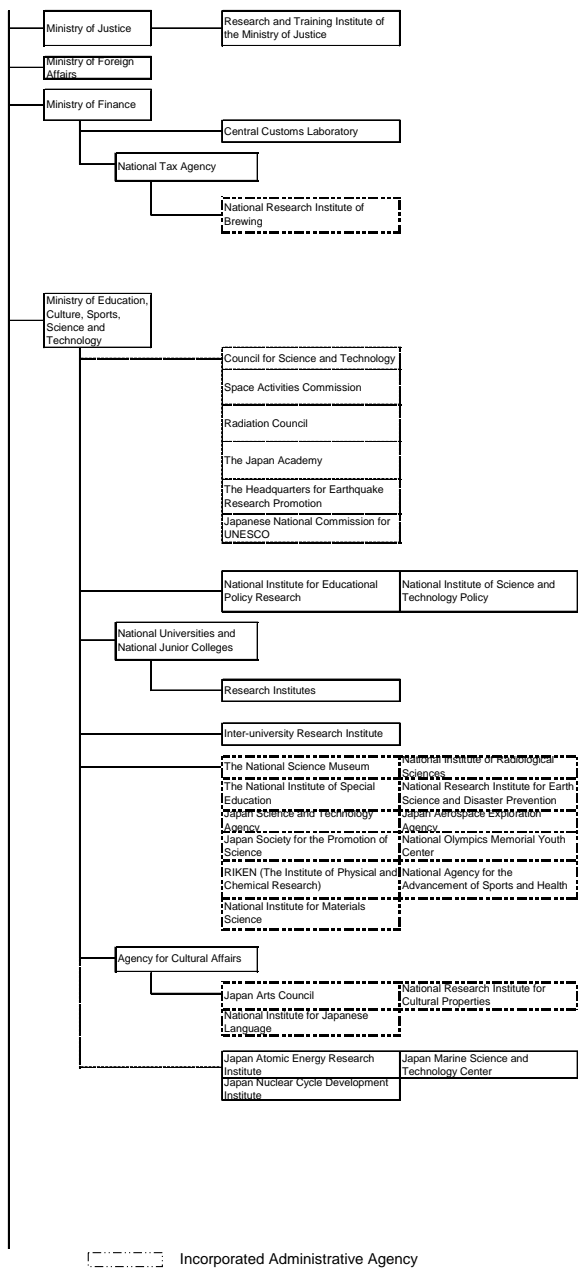 Ministry of Justice
Research and Training Institute of
the Ministry of Justice
Ministry of Foreign
Affairs
Ministry of Finance
Central Customs Laboratory
National Tax Agency
National Research Institute of
Brewing
Ministry of Education,
Culture, Sports,
Science and
Technology
Council for Science and Technology
Space Activities Commission
Radiation Council
The Japan Academy
The Headquarters for Earthquake
Research Promotion
Japanese National Commission for
UNESCO
National Institute for Educational
Policy Research
National Institute of Science and
Technology Policy
National Universities and
National Junior Colleges
Research Institutes
Inter-university Research Institute
The National Science Museum
National Institute of Radiological
Sciences
The National Institute of Special
Education
National Research Institute for Earth
Science and Disaster Prevention
Japan Science and Technology
Agency
Japan Aerospace Exploration
Agency
Japan Society for the Promotion of
Science
National Olympics Memorial Youth
Center
RIKEN (The Institute of Physical and
Chemical Research)
National Agency for the
Advancement of Sports and Health
National Institute for Materials
Science
Agency for Cultural Affairs
Japan Arts Council
National Research Institute for
Cultural Properties
National Institute for Japanese
Language
Japan Atomic Energy Research
Institute
Japan Marine Science and
Technology Center
Japan Nuclear Cycle Development
Institute
Incorporated Administrative Agency